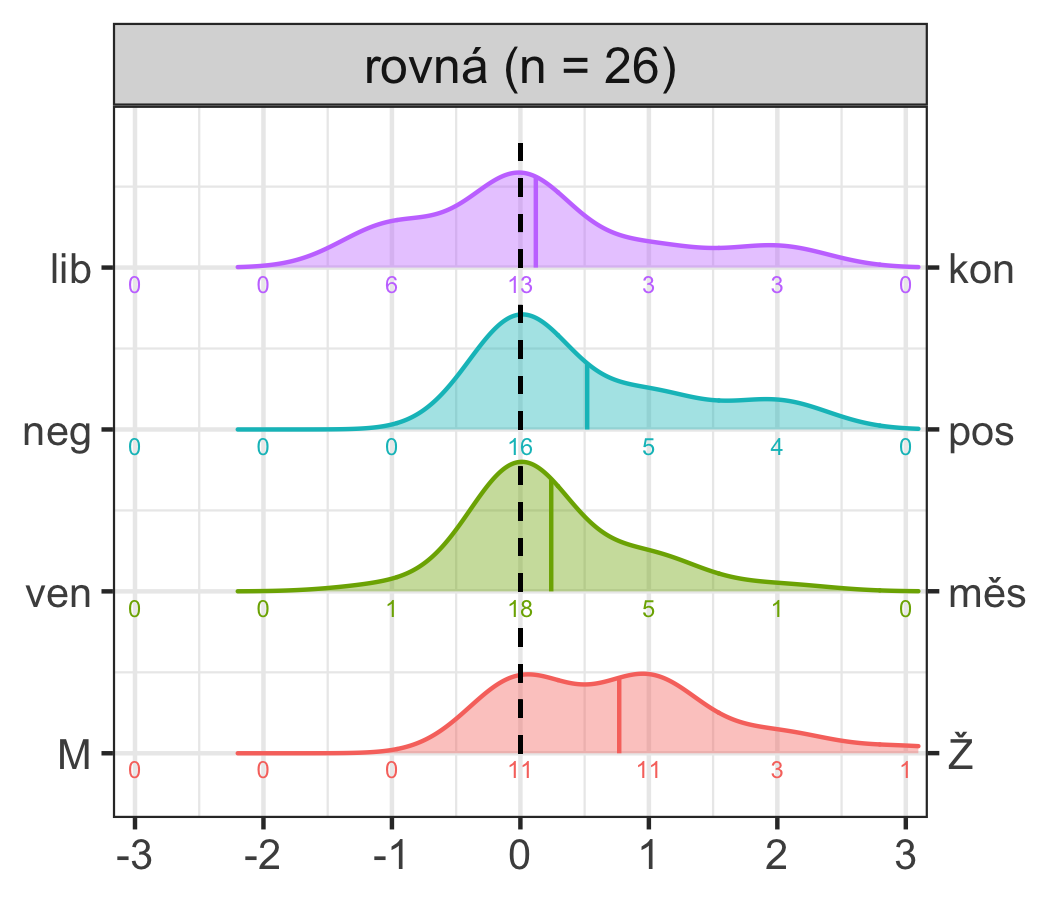 rovná (n = 26)
lib kon
0 0 6 13 3 3 0
neg pos
0 0 0 16 5 4 0
ven měs
0 0 1 18 5 1 0
M Ž
0 0 0 11 11 3 1
-3 -2 -1 0 1 2 3